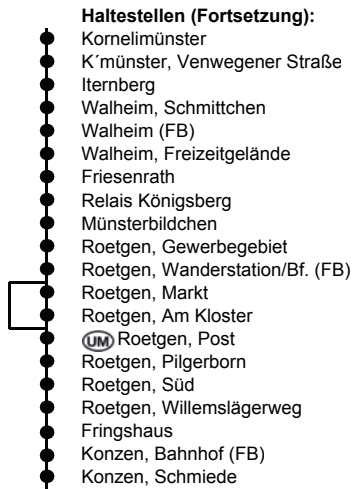 Haltestellen (Fortsetzung):
Kornelimünster
K´münster, Venwegener Straße
Iternberg
Walheim, Schmittchen
Walheim (FB)
Walheim, Freizeitgelände
Friesenrath
Relais Königsberg
Münsterbildchen
Roetgen, Gewerbegebiet
Roetgen, Wanderstation/Bf. (FB)
Roetgen, Markt
Roetgen, Am Kloster
UM Roetgen, Post
Roetgen, Pilgerborn
Roetgen, Süd
Roetgen, Willemslägerweg
Fringshaus
Konzen, Bahnhof (FB)
Konzen, Schmiede